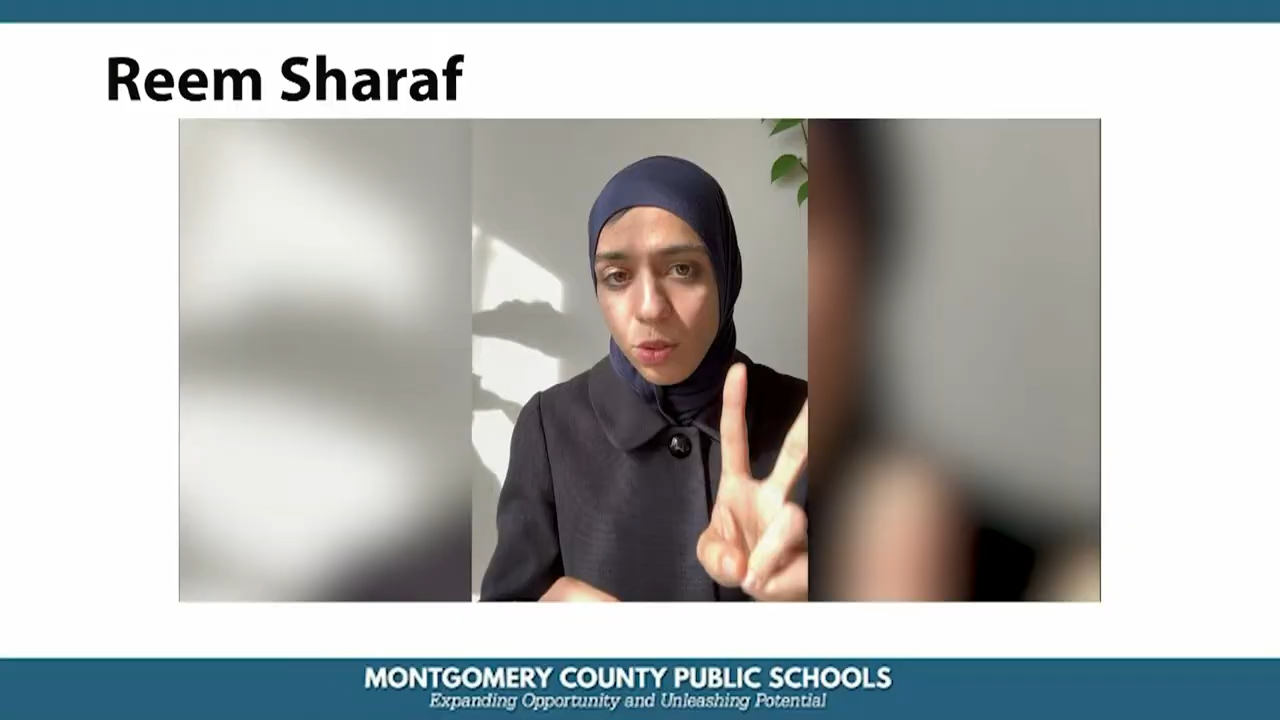 Reem Sharaf
MONTGOMERY COUNTY PUBLIC SCHOOLS
Expanding Opportunity and Unleashing Potential